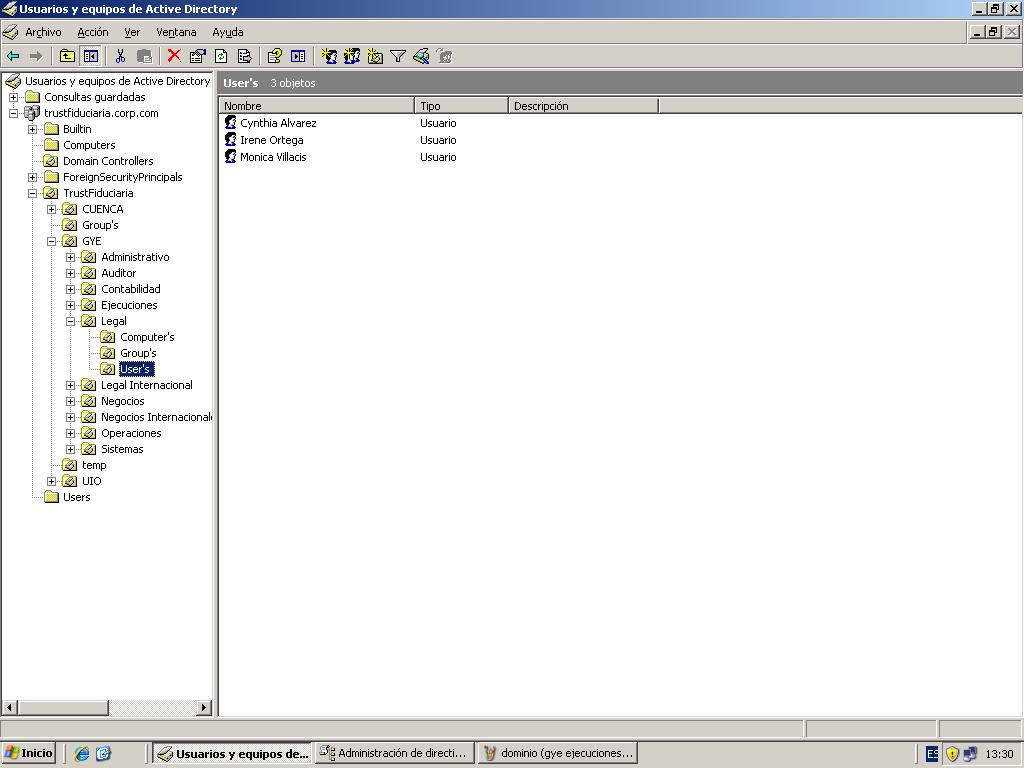 Usuarios y equipos de Active Directory
Archivo Acción Ver Ventana Ayuda
Usuarios y equipos de Active Directory
Consultas guardadas
trustfiduciaria.corp.com
Builtin
Computers
Domain Controllers
ForeignSecurityPrincipals
TrustFiduciaria
CUENCA
Group's
GYE
Administrativo
Auditor
Contabilidad
Ejecuciones
Legal
Computer's
Group's
User's
Legal Internacional
Negocios
Negocios Internacional
Operaciones
Sistemas
temp
UIO
Users
User's 3 objetos
Nombre Tipo Descripción
Cynthia Alvarez Usuario
Irene Ortega Usuario
Monica Villacis Usuario
Inicio Usuarios y equipos de... Administración de directi... dominio (gye ejecuciones... ES 13:30